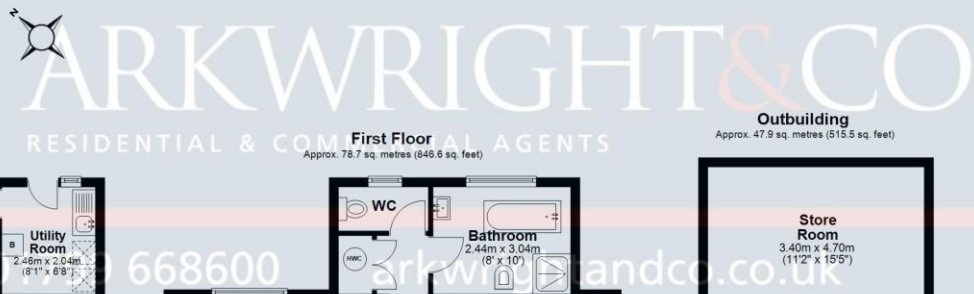 N
ARKWRIGHT&CO
RESIDENTIAL & COMMERCIAL AGENTS
First Floor
Approx. 78.7 sq. metres (846.6 sq. feet)
Outbuilding
Approx. 47.9 sq. metres (515.5 sq. feet)
WC
HWC
Bathroom
2.44m x 3.04m
(8' x 10')
B
Utility
Room
2.46m x 2.04m
(8'1" x 6'8")
Store
Room
3.40m x 4.70m
(11'2" x 15'5")
668600
arkwrightandco.co.uk